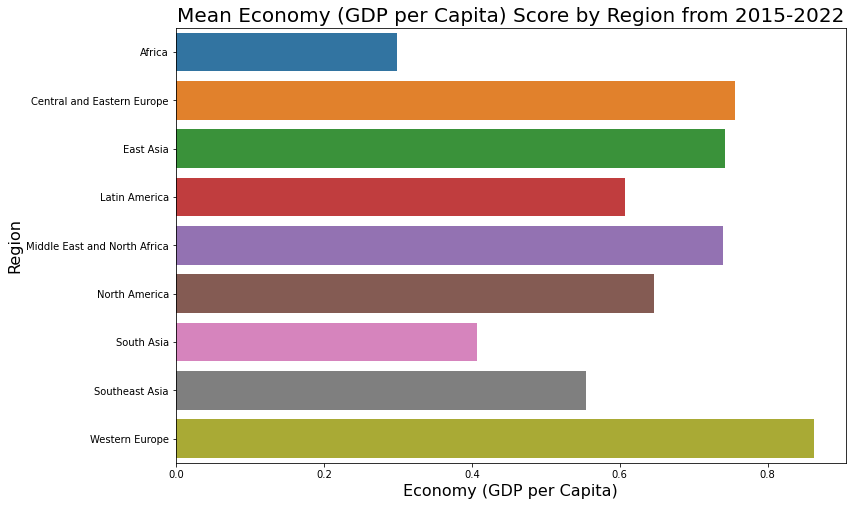 Mean Economy (GDP per Capita) Score by Region from 2015-2022
Region
Africa
Central and Eastern Europe
East Asia
Latin America
Middle East and North Africa
North America
South Asia
Southeast Asia
Western Europe
0.0 0.2 0.4 0.6 0.8
Economy (GDP per Capita)